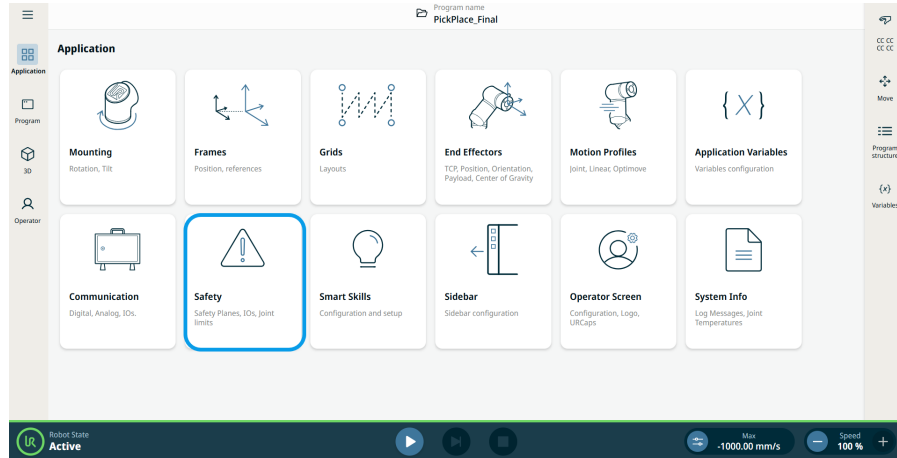 Program name
PickPlace_Final
Application
Application
Program
3D
Operator
Mounting
Rotation, Tilt
Frames
Position, references
Grids
Layouts
End Effectors
TCP, Position, Orientation,
Payload, Center of Gravity
Motion Profiles
Joint, Linear, Optimove
{X}
Application Variables
Variables configuration
Communication
Digital, Analog, IOs.
Safety
Safety Planes, IOs, Joint
limits
Smart Skills
Configuration and setup
Sidebar
Sidebar configuration
Operator Screen
Configuration, Logo,
URCaps
System Info
Log Messages, Joint
Temperatures
CC CC
CC CC
Move
Program
structure
{x}
Variables
UR
Robot State
Active
Max
-1000.00 mm/s
Speed
100 %